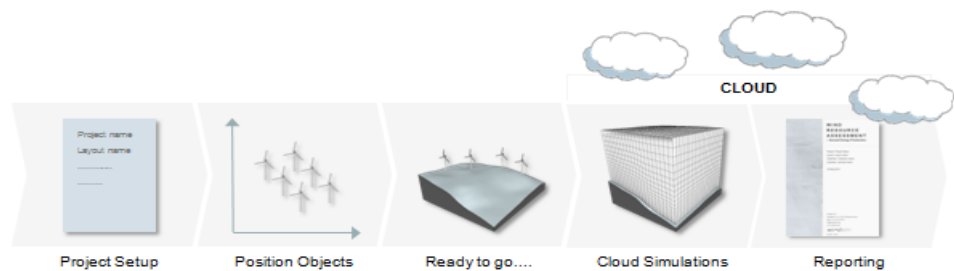 CLOUD
Project name
Layout name
WIND
RESOURCE
ASSESSMENT
Project Setup
Position Objects
Ready to go....
Cloud Simulations
Reporting